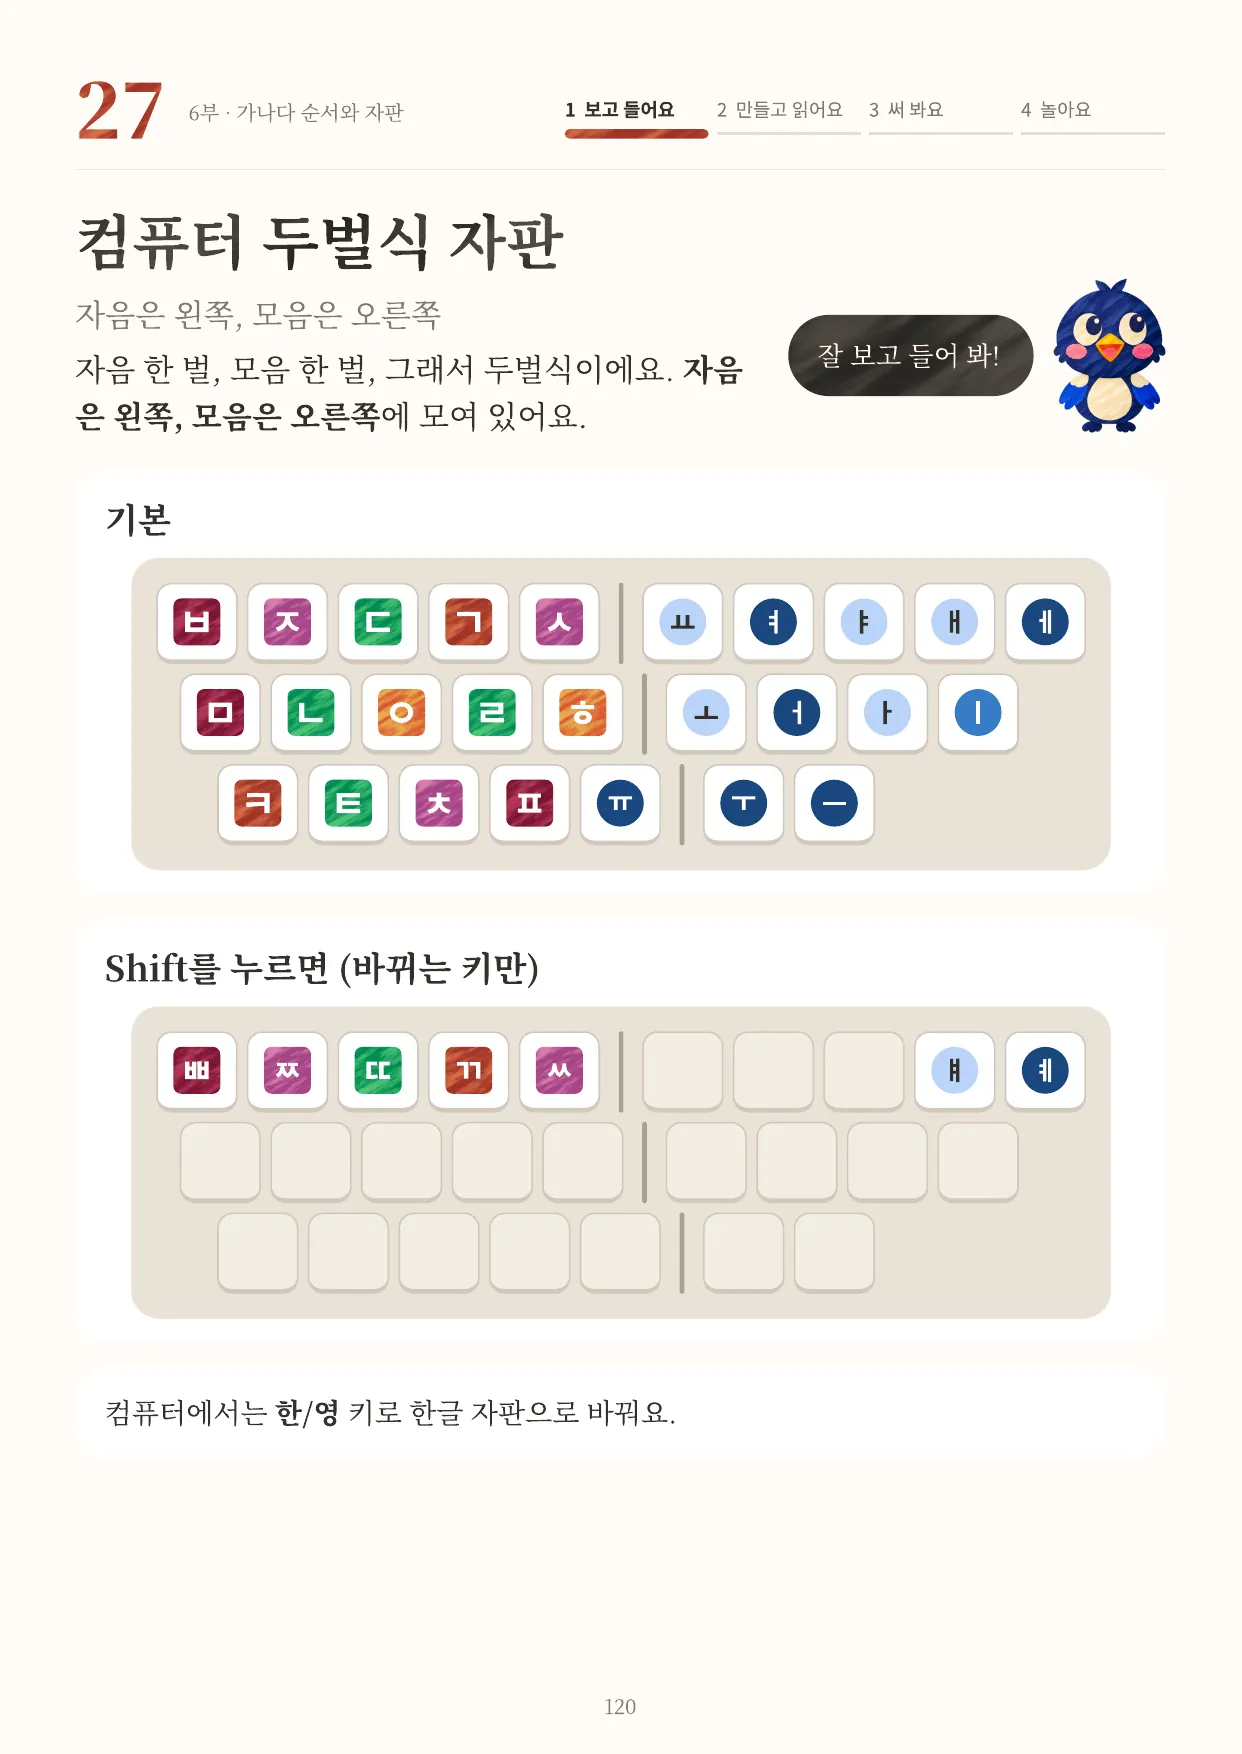 27
6부 · 가나다 순서와 자판
1 보고 들어요 2 만들고 읽어요 3 써 봐요 4 놀아요
컴퓨터 두벌식 자판
자음은 왼쪽, 모음은 오른쪽
자음 한 벌, 모음 한 벌, 그래서 두벌식이에요. 자음
은 왼쪽, 모음은 오른쪽에 모여 있어요.
잘 보고 들어 봐!
기본
ㅂ ㅈ ㄷ ㄱ ㅅ ㅛ ㅕ ㅑ ㅐ ㅔ
ㅁ ㄴ ㅇ ㄹ ㅎ ㅗ ㅓ ㅏ ㅣ
ㅋ ㅌ ㅊ ㅍ ㅠ ㅜ ㅡ
Shift를 누르면 (바뀌는 키만)
ㅃ ㅉ ㄸ ㄲ ㅆ ㅒ ㅖ
컴퓨터에서는 한/영 키로 한글 자판으로 바꿔요.
120